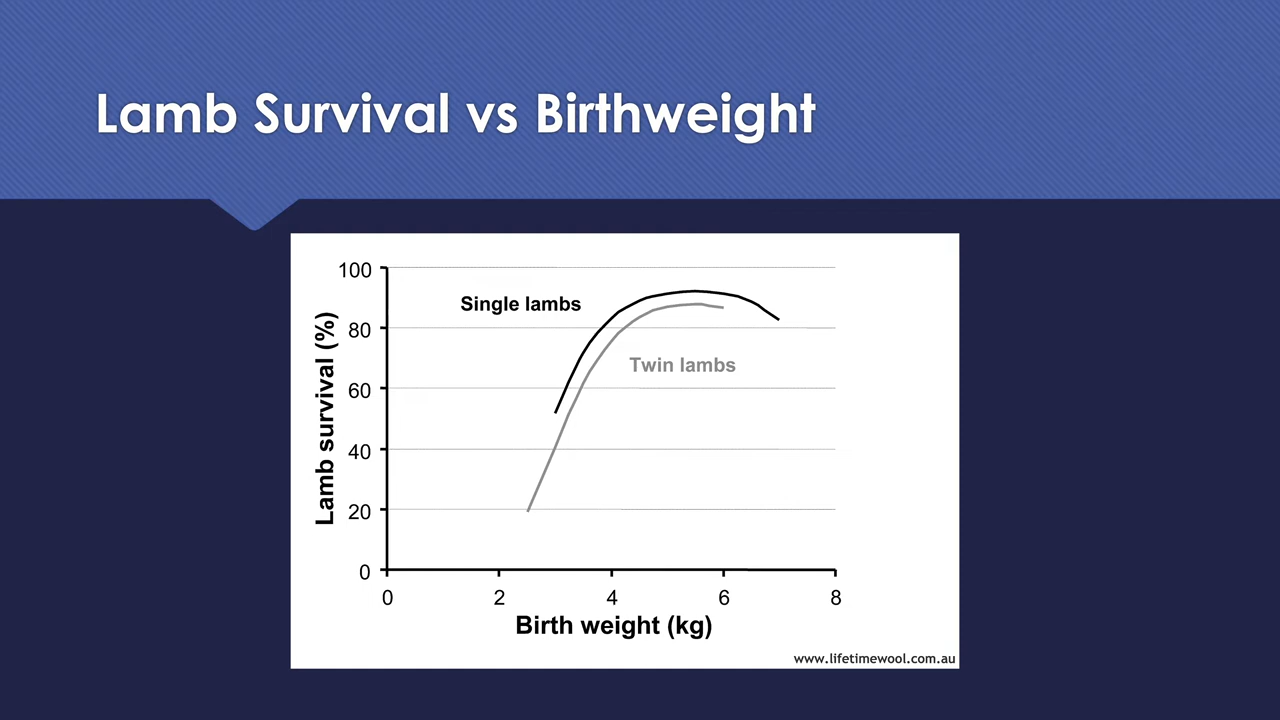 Lamb Survival vs Birthweight
100
80
60
40
20
0
Lamb survival (%)
Single lambs
Twin lambs
0 2 4 6 8
Birth weight (kg)
www.lifetimewool.com.au